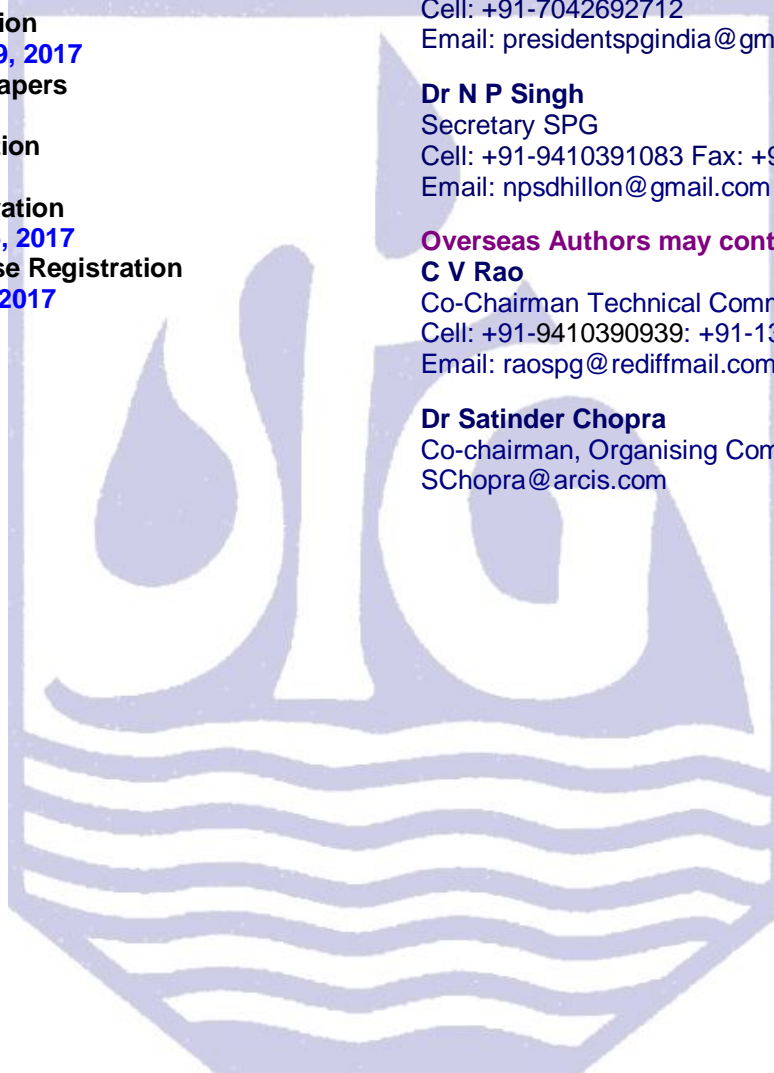 ion
9, 2017
apers
ion
ation
, 2017
se Registration
2017
Cell: +91-7042692712
Email: presidentspgindia@gm
Dr N P Singh
Secretary SPG
Cell: +91-9410391083 Fax: +9
Email: npsdhillon@gmail.com
Overseas Authors may cont
C V Rao
Co-Chairman Technical Comm
Cell: +91-9410390939: +91-13
Email: raospg@rediffmail.com
Dr Satinder Chopra
Co-chairman, Organising Com
SChopra@arcis.com